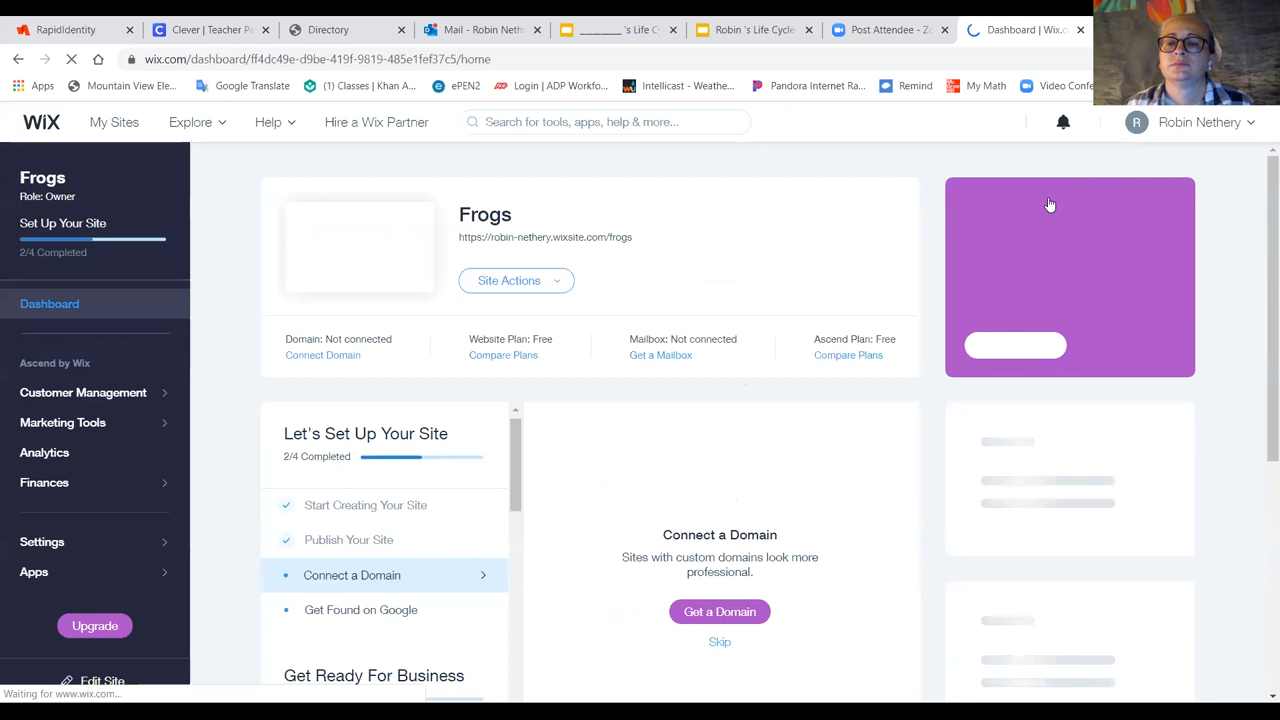 RapidIdentity
Clever | Teacher Pa
Directory
Mail - Robin Neth
_______ 's Life C
Robin 's Life Cycle
Post Attendee - Zo
Dashboard | Wix.co
wix.com/dashboard/ff4dc49e-d9be-419f-9819-485e1fef37c5/home
Apps
Mountain View Ele...
Google Translate
(1) Classes | Khan A...
ePEN2
Login | ADP Workfo...
Intellicast - Weathe...
Pandora Internet Ra...
Remind
My Math
Video Conf
WiX
My Sites
Explore
Help
Hire a Wix Partner
Search for tools, apps, help & more...
R
Robin Nethery
Frogs
Role: Owner
Set Up Your Site
2/4 Completed
Dashboard
Ascend by Wix
Customer Management
Marketing Tools
Analytics
Finances
Settings
Apps
Upgrade
Edit Site
Waiting for www.wix.com...
Frogs
https://robin-nethery.wixsite.com/frogs
Site Actions
Domain: Not connected
Connect Domain
Website Plan: Free
Compare Plans
Mailbox: Not connected
Get a Mailbox
Ascend Plan: Free
Compare Plans
Let's Set Up Your Site
2/4 Completed
Start Creating Your Site
Publish Your Site
Connect a Domain
Get Found on Google
Get Ready For Business
Connect a Domain
Sites with custom domains look more
professional.
Get a Domain
Skip